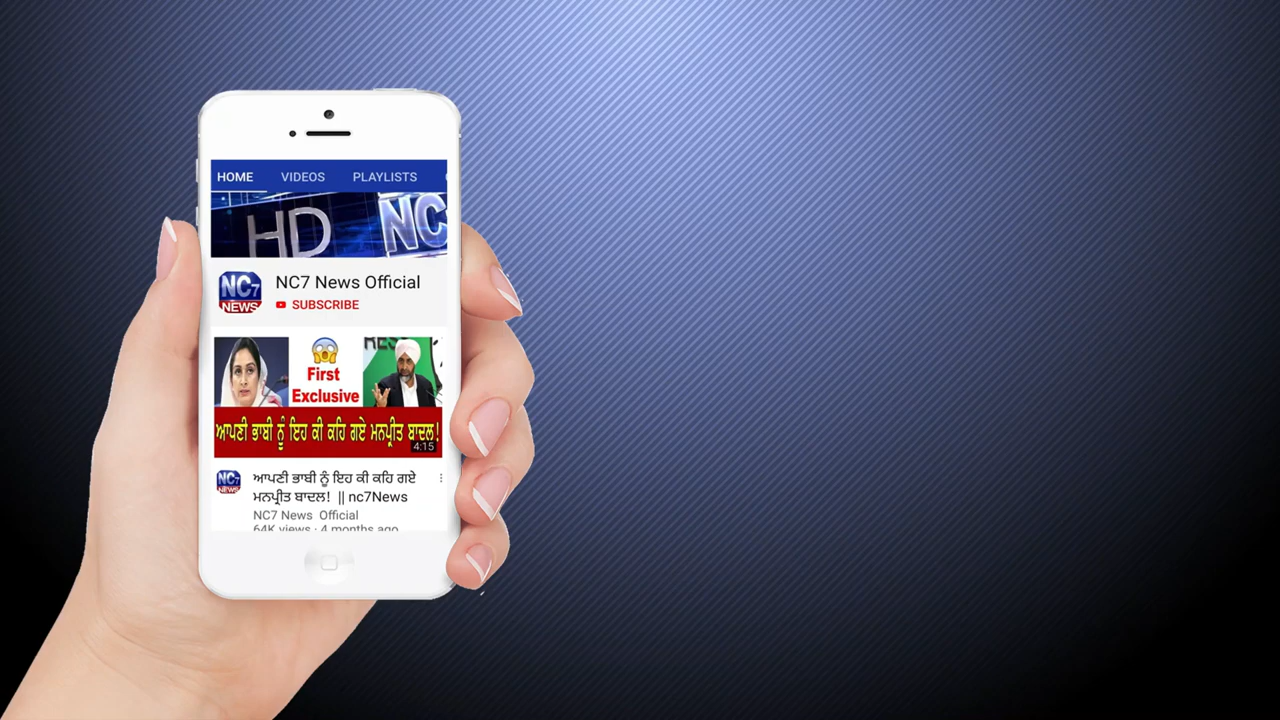 HOME VIDEOS PLAYLISTS
HD NC
NC7 NEWS
NC7 News Official
SUBSCRIBE
First
Exclusive
ਆਪਣੀ ਭਾਬੀ ਨੂੰ ਇਹ ਕੀ ਕਹਿ ਗਏ ਮਨਪ੍ਰੀਤ ਬਾਦਲ!
4:15
NC7 NEWS
ਆਪਣੀ ਭਾਬੀ ਨੂੰ ਇਹ ਕੀ ਕਹਿ ਗਏ
ਮਨਪ੍ਰੀਤ ਬਾਦਲ! || nc7News
NC7 News Official
64K views · 4 months ago